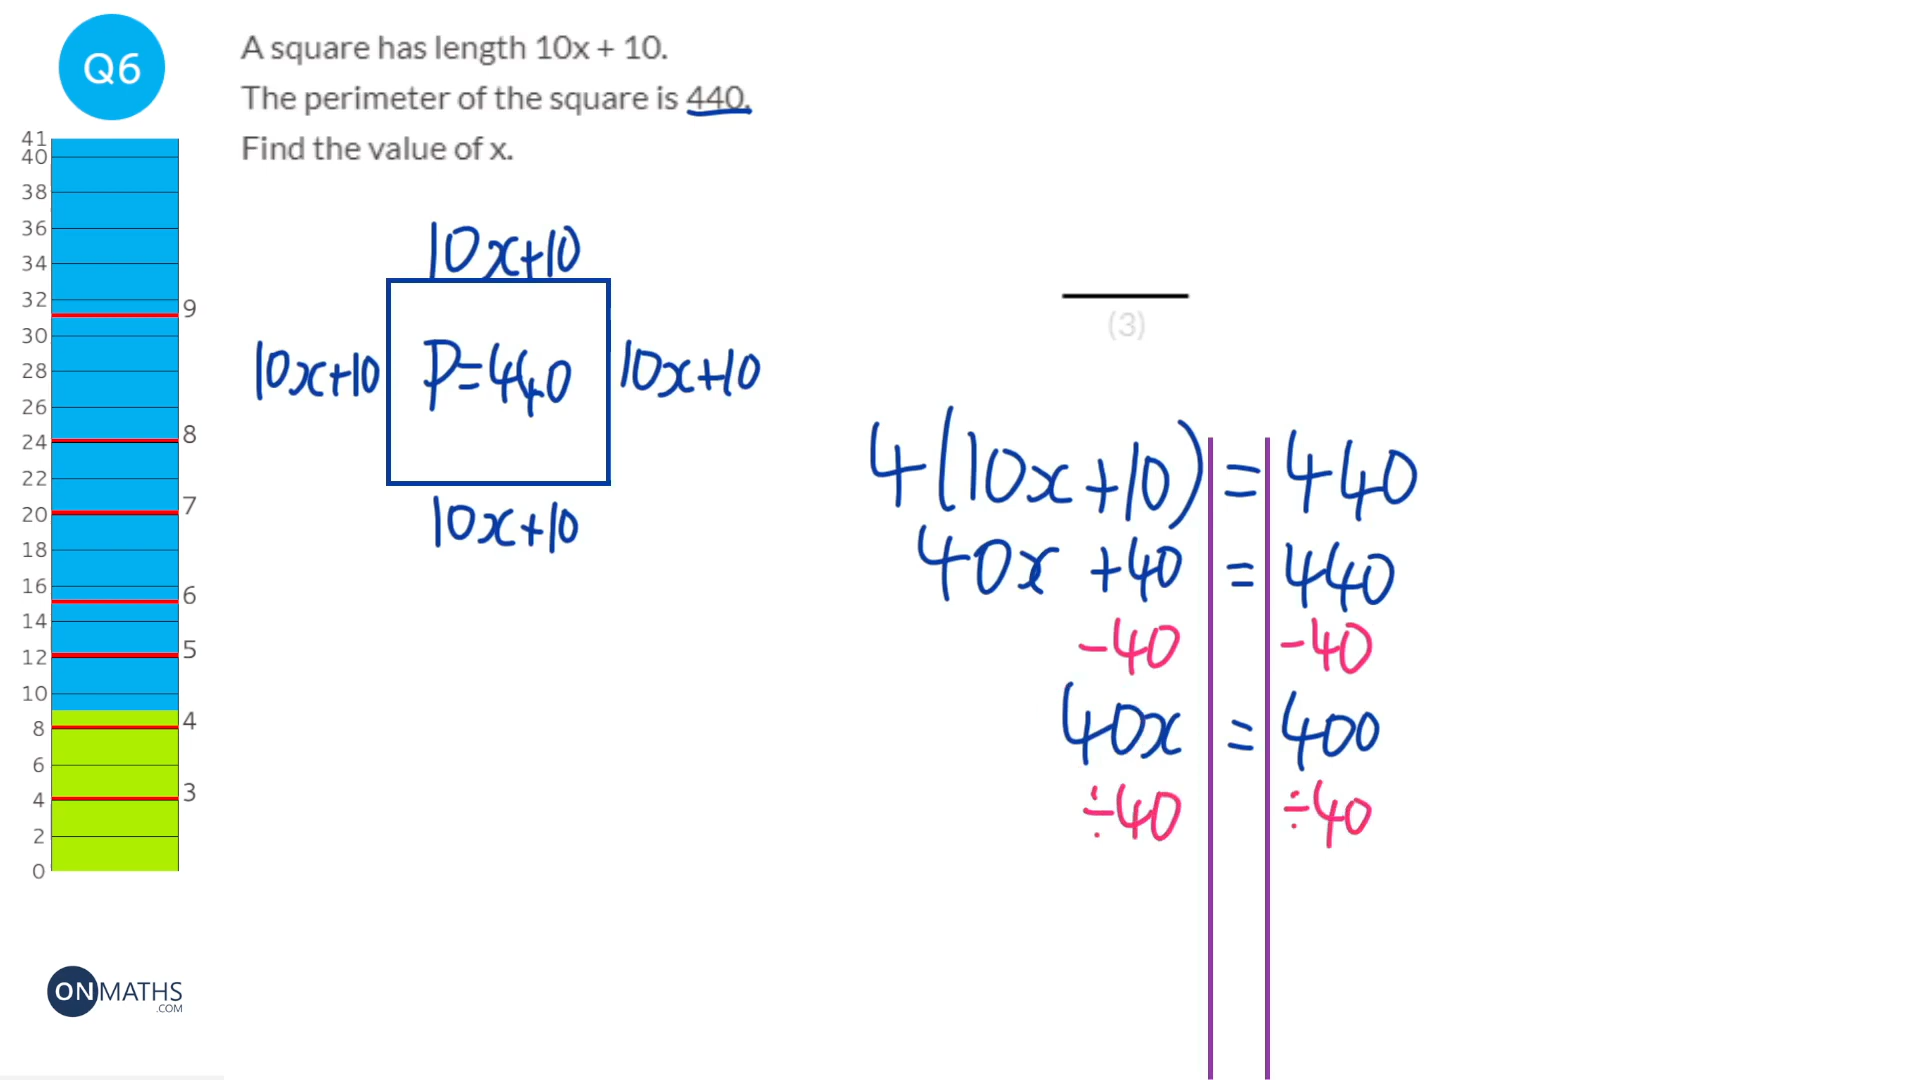 Q6
A square has length 10x + 10.
The perimeter of the square is 440.
Find the value of x.
41
40
38
36
34
32
30
28
26
24
22
20
18
16
14
12
10
8
6
4
2
0
9
8
7
6
5
4
3
10x+10
10x+10
P=440
10x+10
10x+10
(3)
4(10x+10) = 440
40x +40 = 440
-40 -40
40x = 400
÷40 ÷40
ONMATHS
.COM